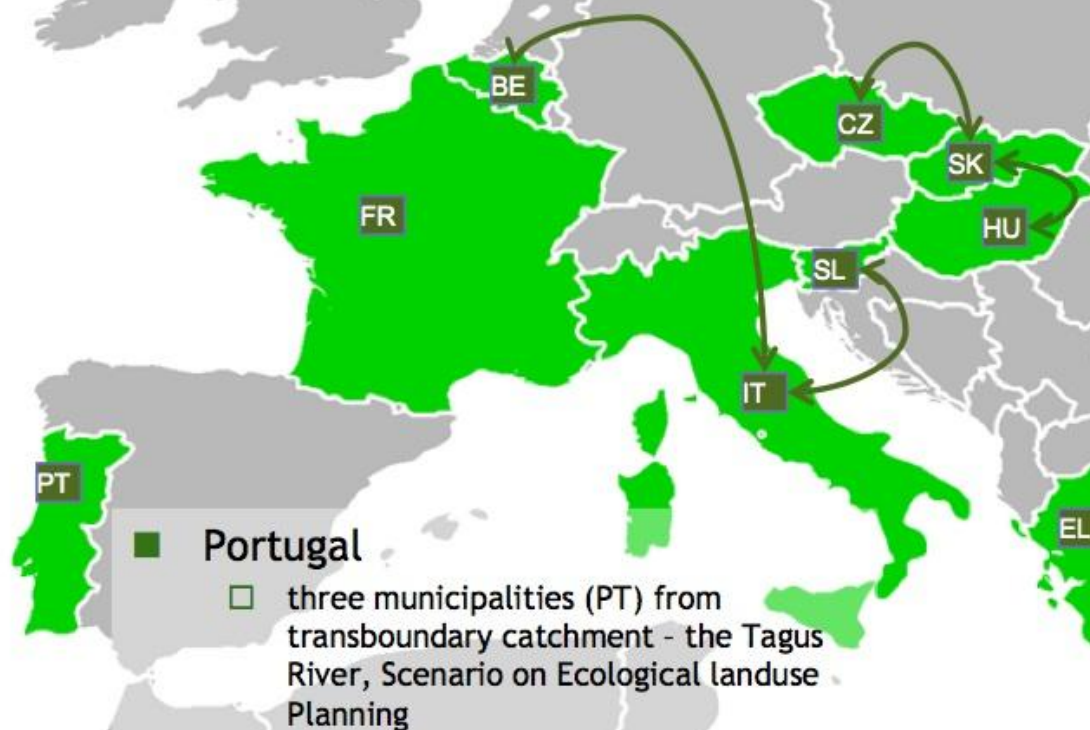 BE
CZ
SK
FR
HU
SL
IT
PT
EL
Portugal
three municipalities (PT) from
transboundary catchment – the Tagus
River, Scenario on Ecological landuse
Planning